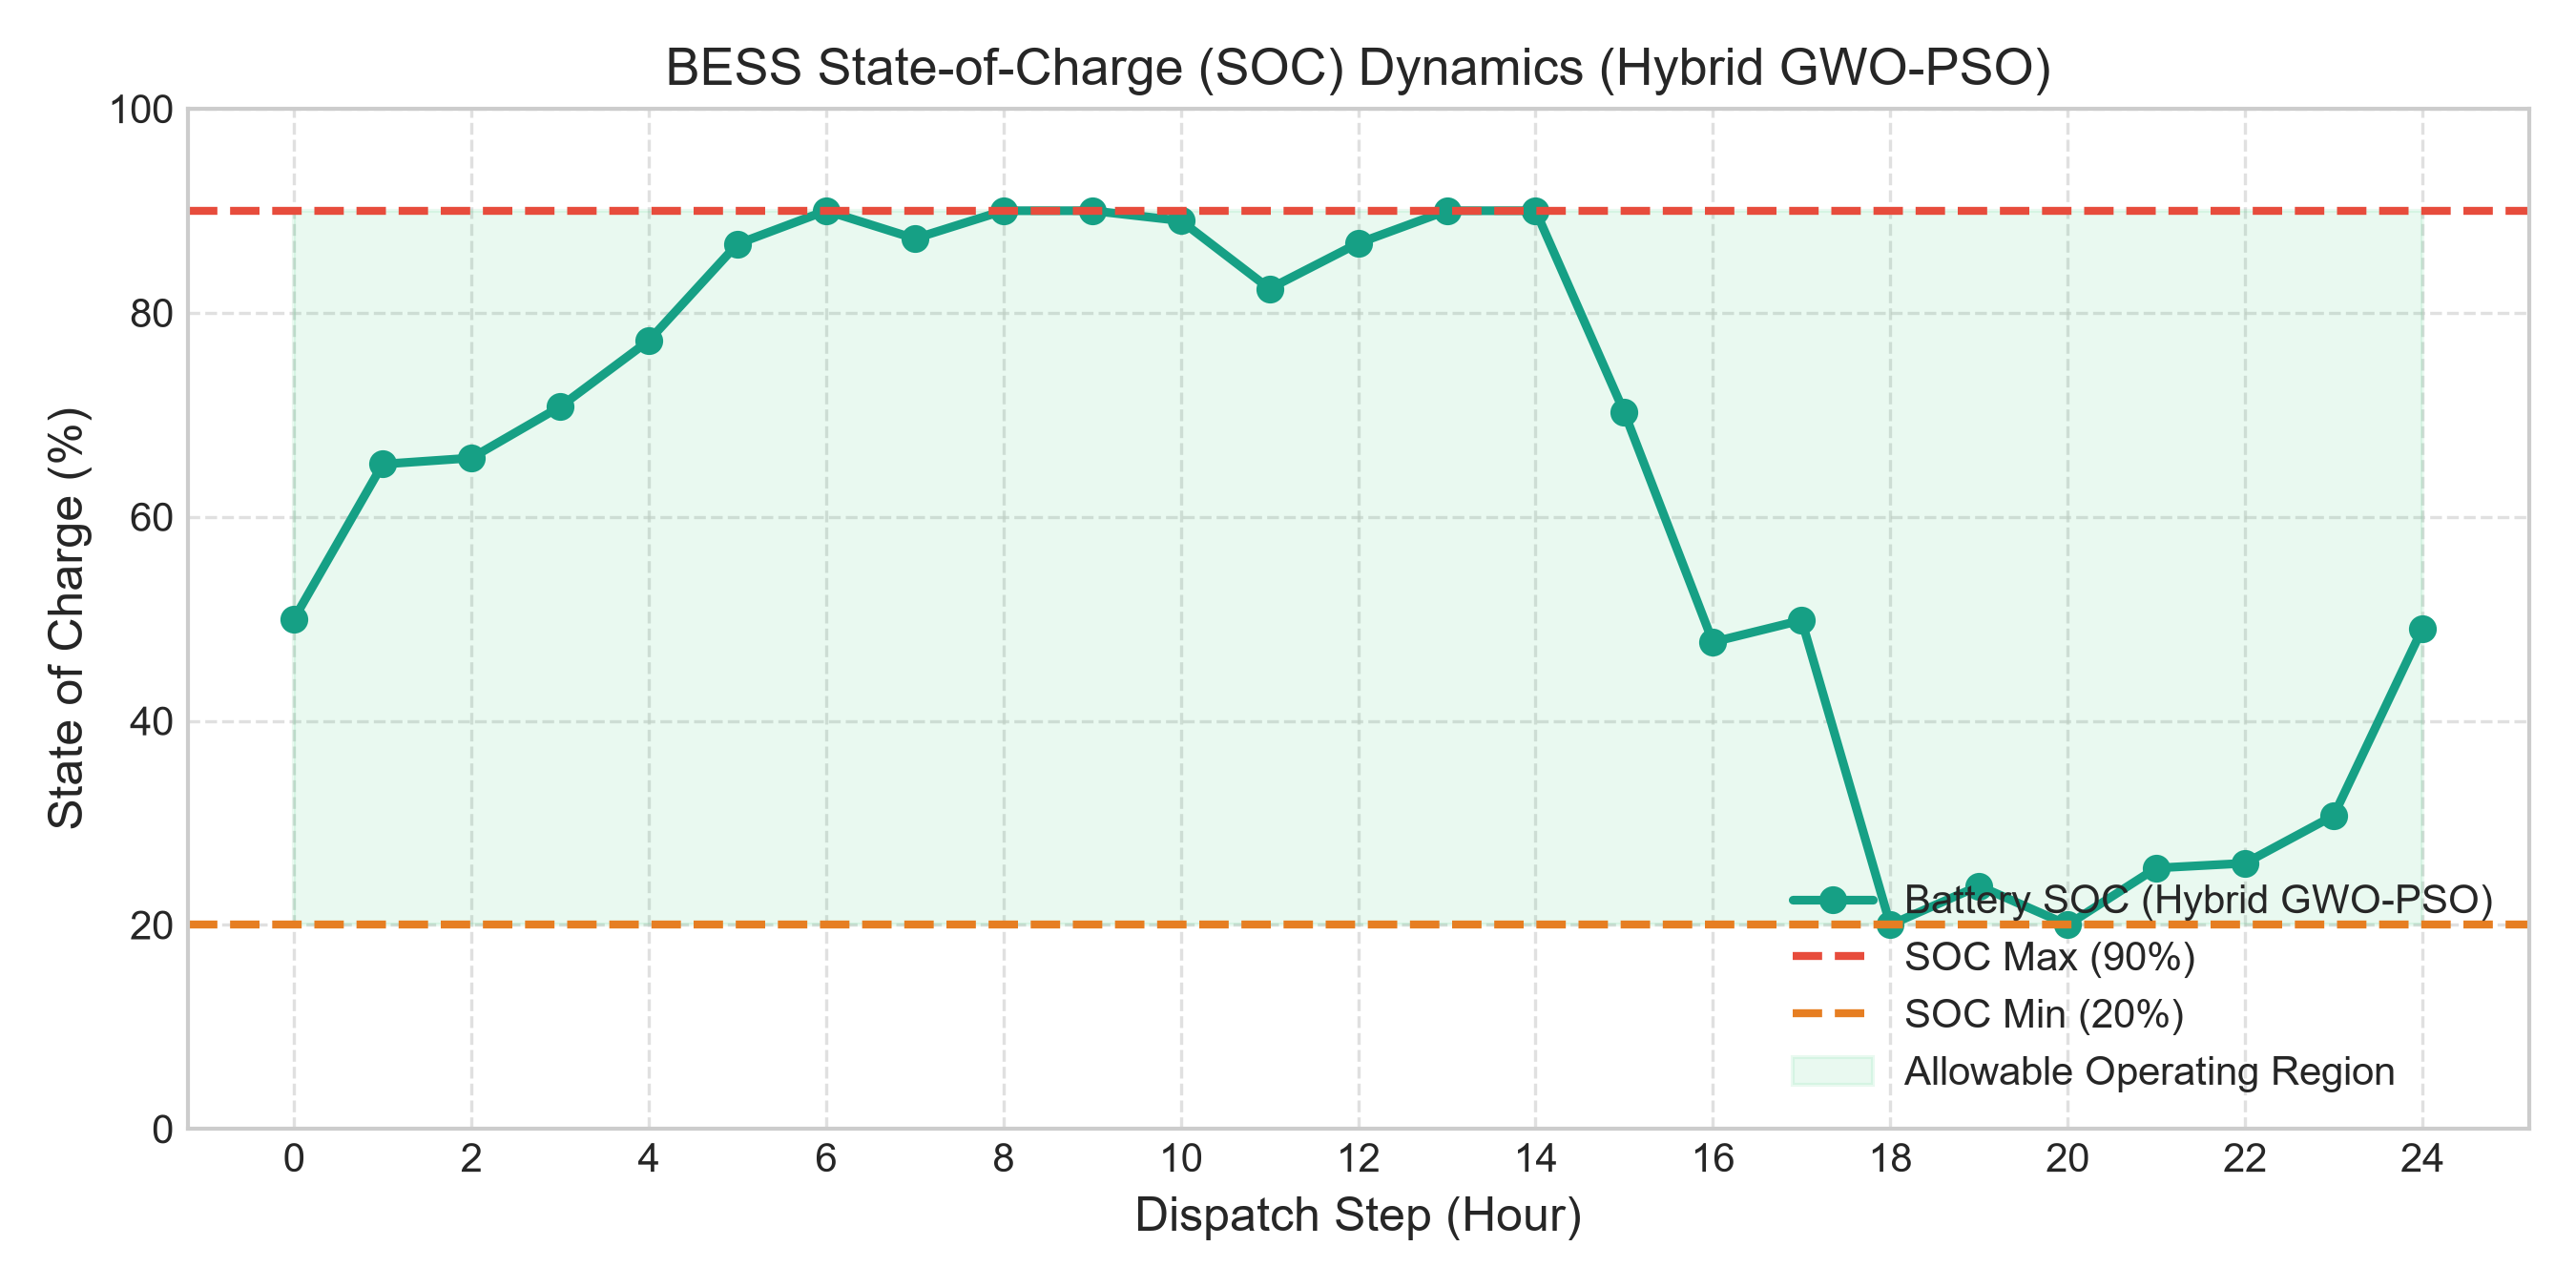 BESS State-of-Charge (SOC) Dynamics (Hybrid GWO-PSO)
100
80
60
40
20
0
State of Charge (%)
Battery SOC (Hybrid GWO-PSO)
SOC Max (90%)
SOC Min (20%)
Allowable Operating Region
0 2 4 6 8 10 12 14 16 18 20 22 24
Dispatch Step (Hour)